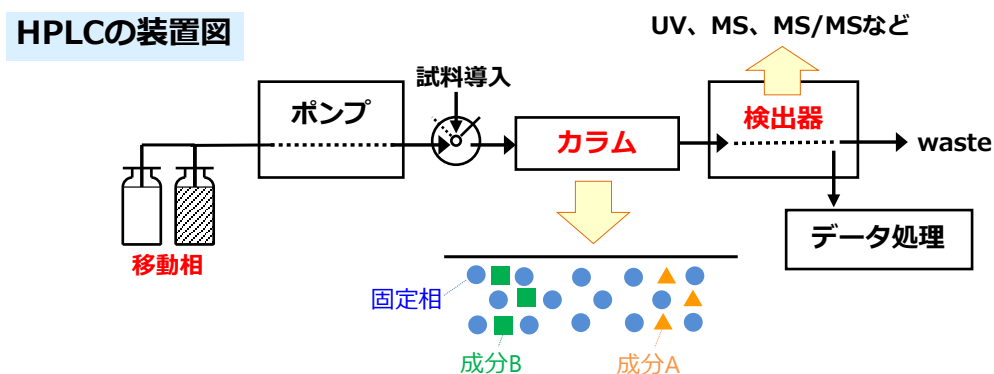 HPLCの装置図
UV、MS、MS/MSなど
試料導入
ポンプ
カラム
検出器
waste
データ処理
移動相
固定相
成分B
成分A